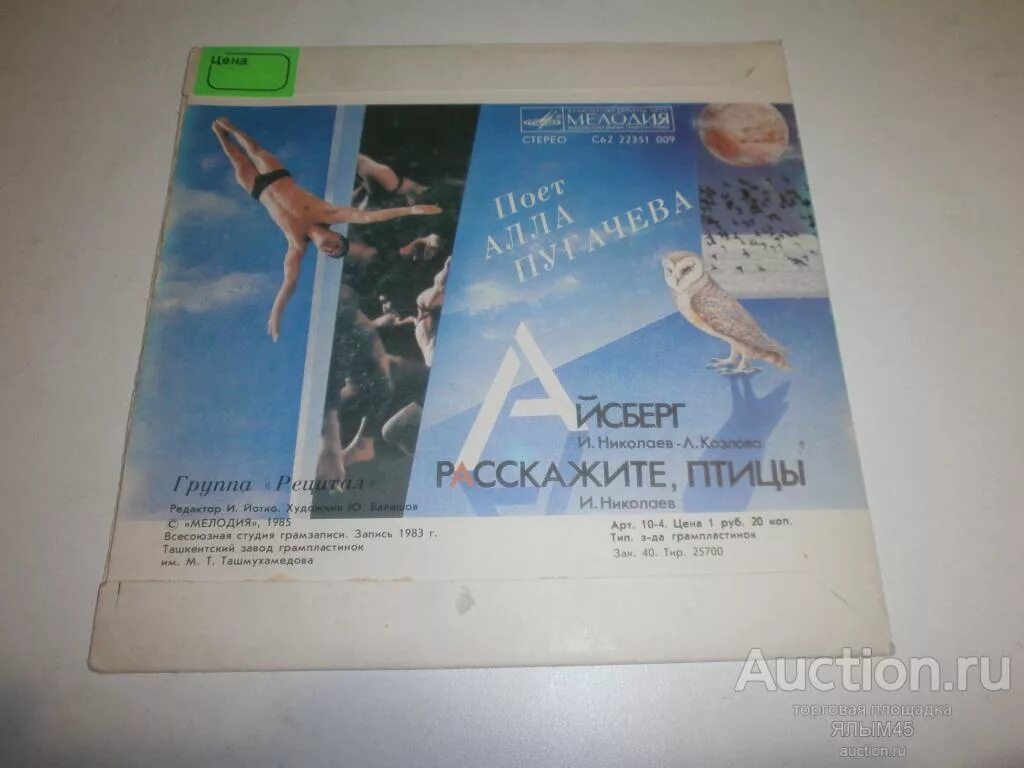 Цена
МЕЛОДИЯ
СТЕРЕО С62 22351 009
Поет
АЛЛА
ПУГАЧЕВА
АЙСБЕРГ
И. Николаев - Л. Козлова
РАССКАЖИТЕ, ПТИЦЫ
И. Николаев
Группа «Рецитал»
Редактор И. Йотко. Художник Ю. Балашов
© «МЕЛОДИЯ», 1985
Всесоюзная студия грамзаписи. Запись 1983 г.
Ташкентский завод грампластинок
им. М. Т. Ташмухамедова
Арт. 10-4. Цена 1 руб. 20 коп.
Тип. з-да грампластинок
Зак. 40. Тир. 25700
Auction.ru
торговая площадка
ЯЛЫМ45
auction.ru